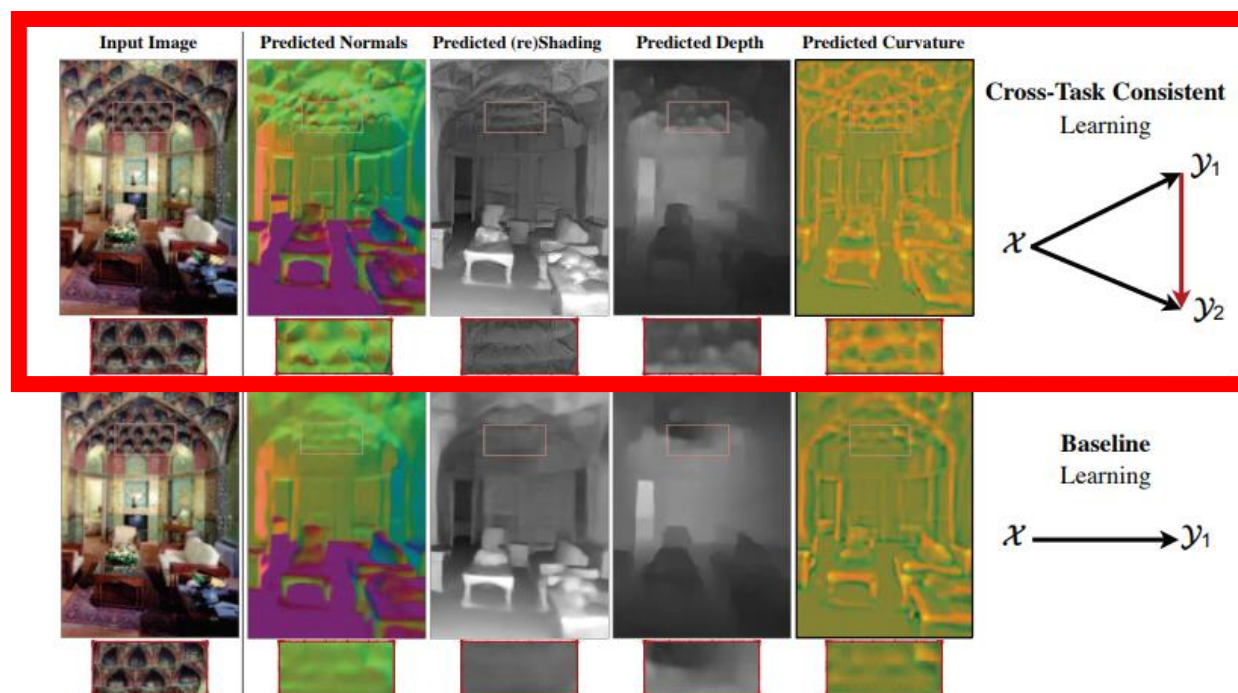 Input Image
Predicted Normals
Predicted (re)Shading
Predicted Depth
Predicted Curvature
Cross-Task Consistent
Learning
𝒳
𝒴1
𝒴2
Baseline
Learning
𝒳
𝒴1